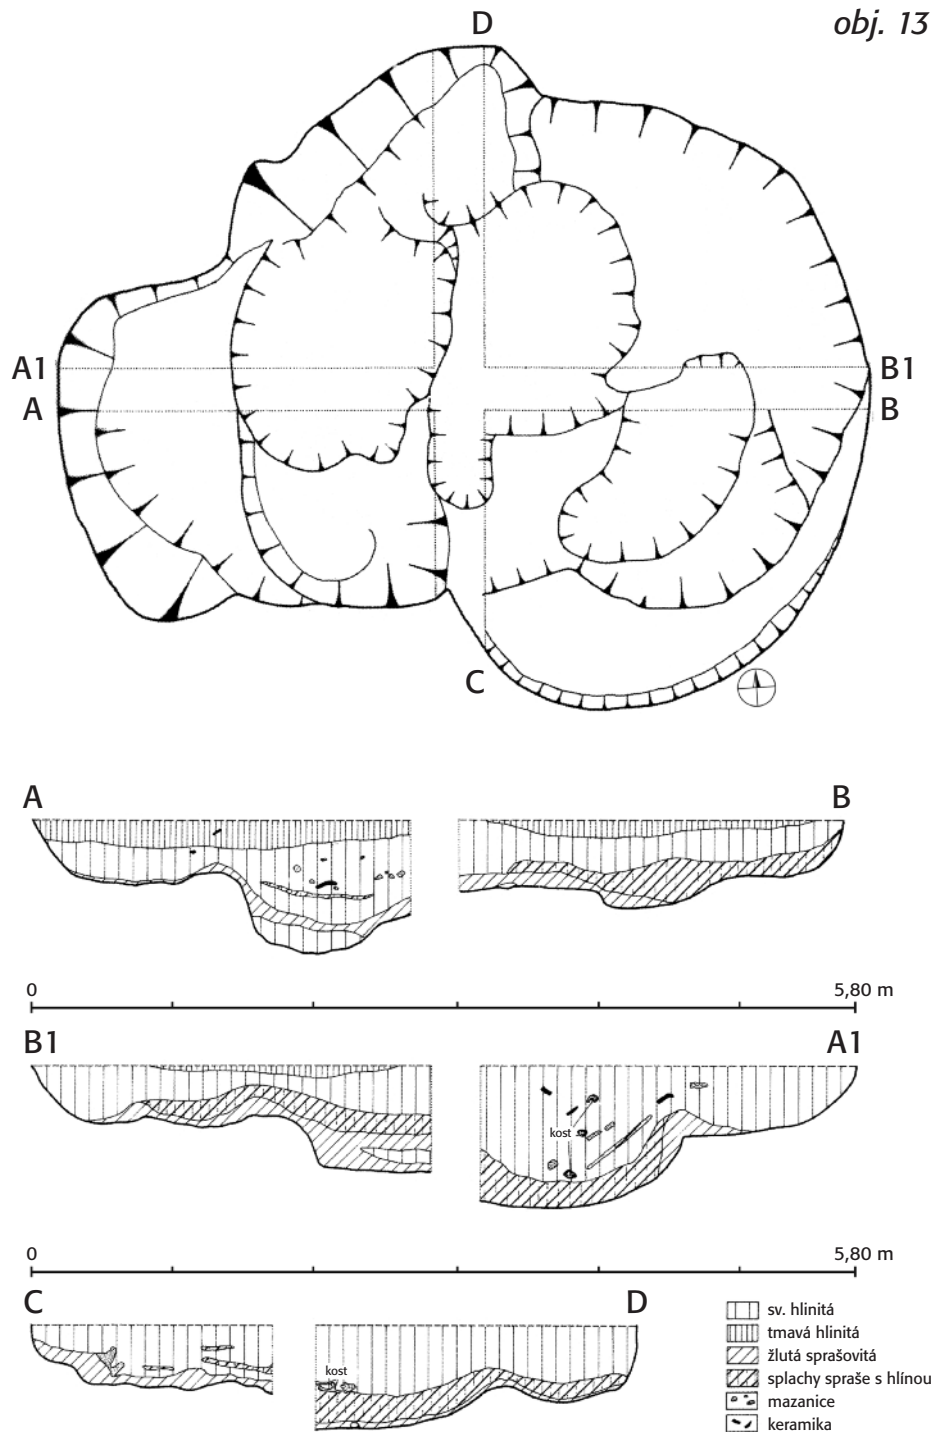 D
obj. 13
A1
B1
A
B
C
A
B
0 5,80 m
B1
A1
kost
0 5,80 m
C
D
kost
sv. hlinitá
tmavá hlinitá
žlutá sprašovitá
splachy spraše s hlínou
mazanice
keramika